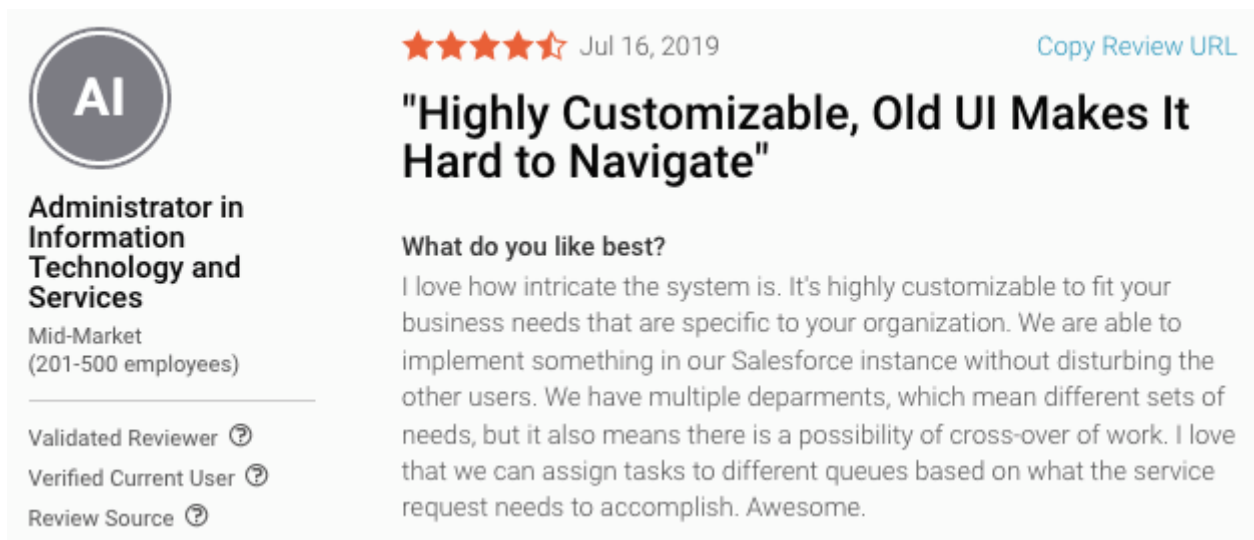 AI
Administrator in
Information
Technology and
Services
Mid-Market
(201-500 employees)
Validated Reviewer
Verified Current User
Review Source
Jul 16, 2019
Copy Review URL
"Highly Customizable, Old UI Makes It
Hard to Navigate"
What do you like best?
I love how intricate the system is. It's highly customizable to fit your
business needs that are specific to your organization. We are able to
implement something in our Salesforce instance without disturbing the
other users. We have multiple deparments, which mean different sets of
needs, but it also means there is a possibility of cross-over of work. I love
that we can assign tasks to different queues based on what the service
request needs to accomplish. Awesome.